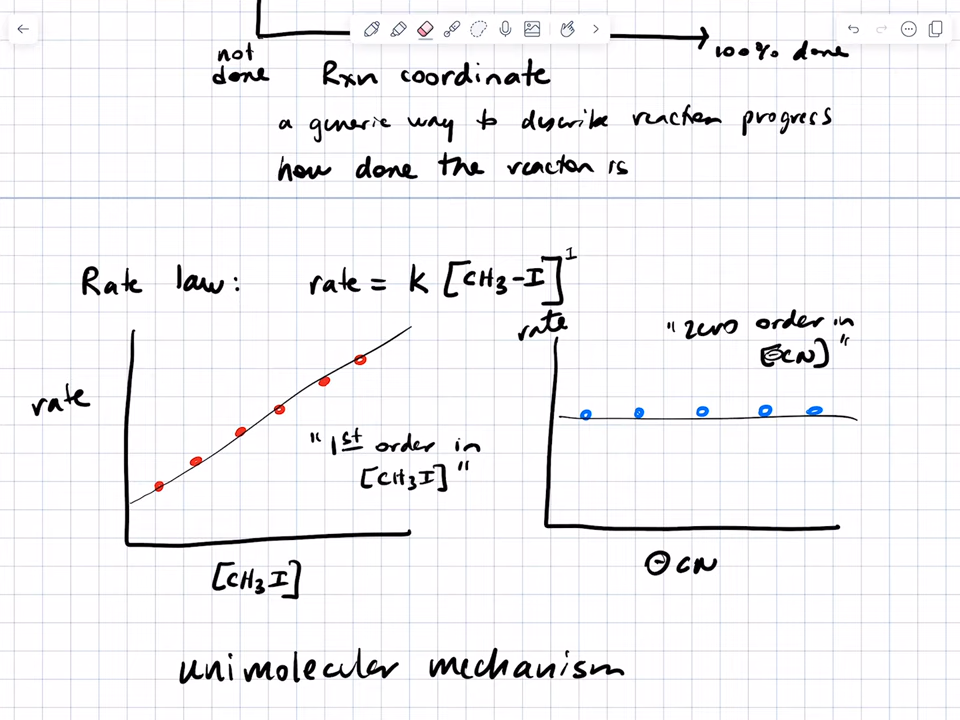 not
done
100% done
Rxn coordinate
a generic way to describe reaction progress
how done the reacton is
Rate law: rate = k [CH₃-I]¹
rate
"1st order in
[CH₃I]"
[CH₃I]
rate
"zero order in
[⊖CN]"
⊖CN
unimolecular mechanism